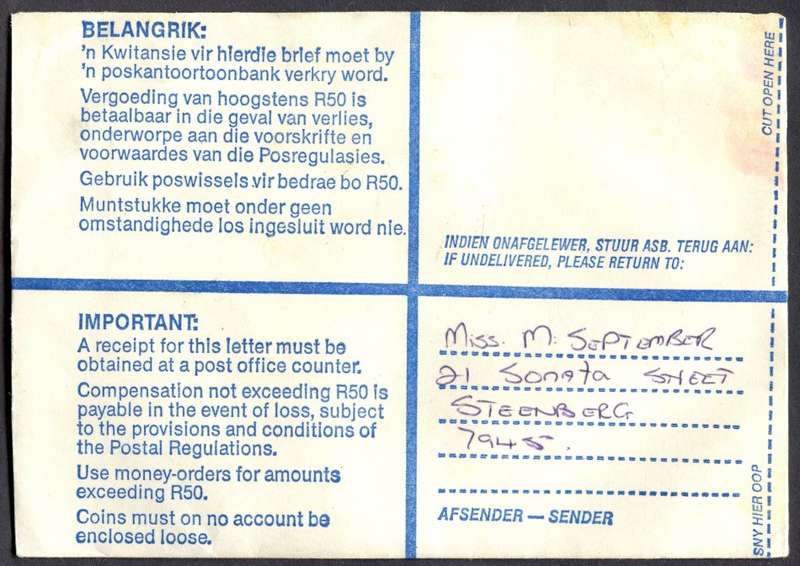 BELANGRIK:
'n Kwitansie vir hierdie brief moet by
'n poskantoortoonbank verkry word.
Vergoeding van hoogstens R50 is
betaalbaar in die geval van verlies,
onderworpe aan die voorskrifte en
voorwaardes van die Posregulasies.
Gebruik poswissels vir bedrae bo R50.
Muntstukke moet onder geen
omstandighede los ingesluit word nie.
CUT OPEN HERE
INDIEN ONAFGELEWER, STUUR ASB. TERUG AAN:
IF UNDELIVERED, PLEASE RETURN TO:
IMPORTANT:
A receipt for this letter must be
obtained at a post office counter.
Compensation not exceeding R50 is
payable in the event of loss, subject
to the provisions and conditions of
the Postal Regulations.
Use money-orders for amounts
exceeding R50.
Coins must on no account be
enclosed loose.
Miss. M. SEPTEMBER
21 Sonata STREET
STEENBERG
7945.
AFSENDER — SENDER
SNY HIER OOP